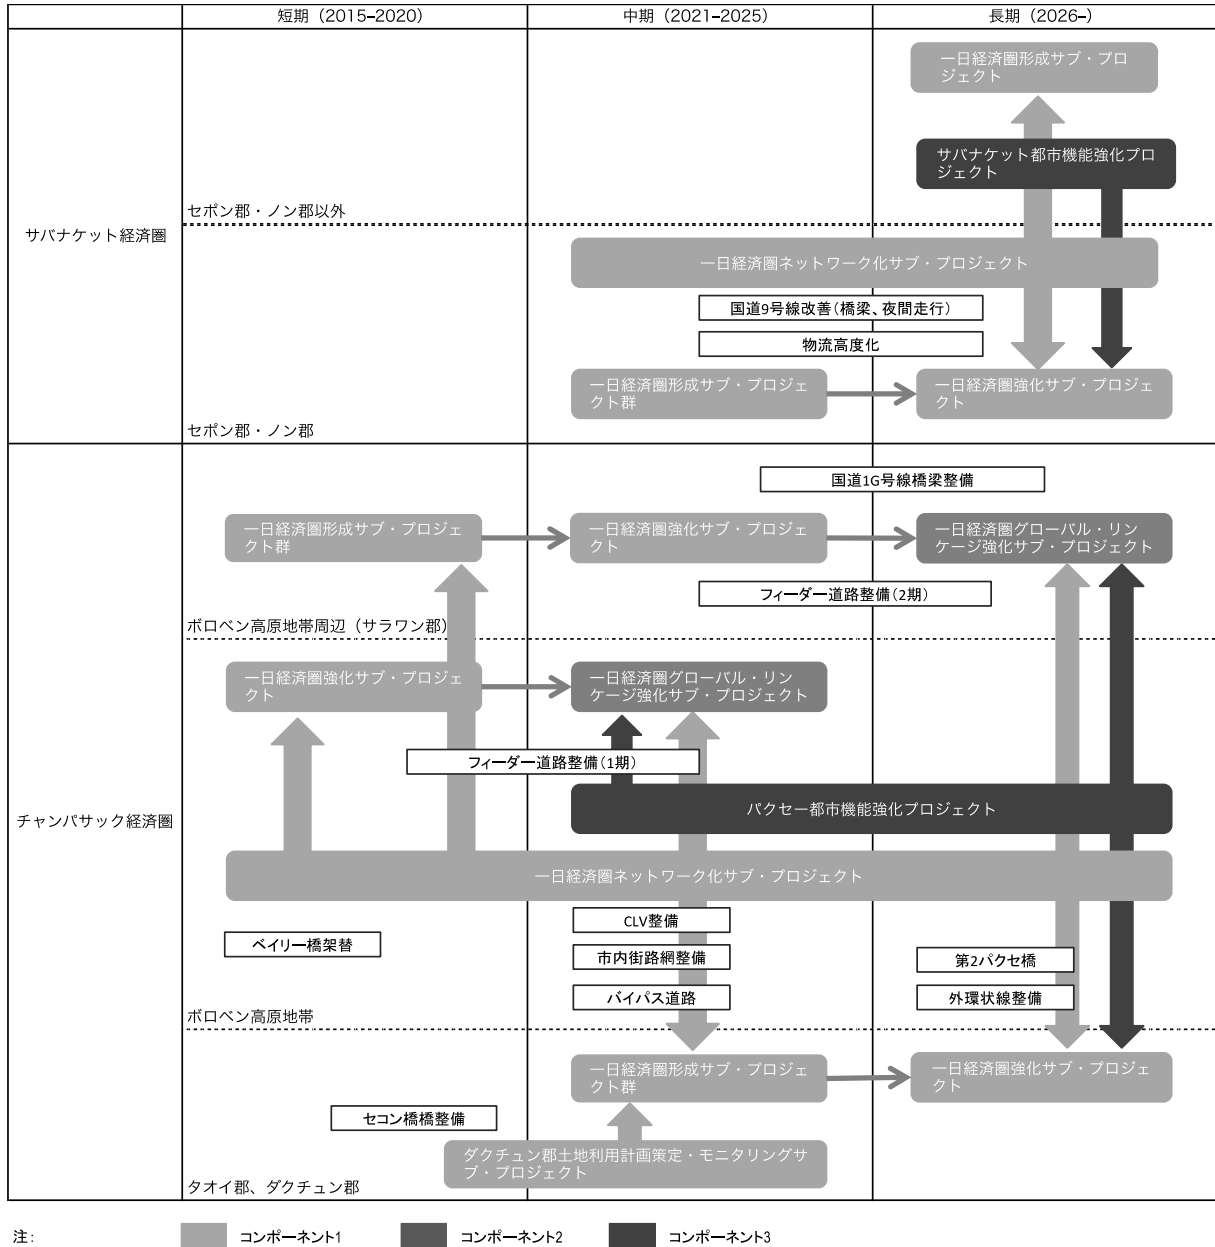 短期（2015–2020）
中期（2021–2025）
長期（2026–）
サバナケット経済圏
一日経済圏形成サブ・プロ
ジェクト
サバナケット都市機能強化プロ
ジェクト
セポン郡・ノン郡以外
一日経済圏ネットワーク化サブ・プロジェクト
国道9号線改善（橋梁、夜間走行）
物流高度化
一日経済圏形成サブ・プロジェ
クト群
一日経済圏強化サブ・プロジェ
クト
セポン郡・ノン郡
チャンパサック経済圏
国道1G号線橋梁整備
一日経済圏形成サブ・プロジェ
クト群
一日経済圏強化サブ・プロジェ
クト
一日経済圏グローバル・リン
ケージ強化サブ・プロジェクト
フィーダー道路整備（2期）
ボロベン高原地帯周辺（サラワン郡）
一日経済圏強化サブ・プロジェ
クト
一日経済圏グローバル・リン
ケージ強化サブ・プロジェクト
フィーダー道路整備（1期）
パクセー都市機能強化プロジェクト
一日経済圏ネットワーク化サブ・プロジェクト
CLV整備
ベイリー橋架替
市内街路網整備
第2パクセ橋
バイパス道路
外環状線整備
ボロベン高原地帯
一日経済圏形成サブ・プロジェ
クト群
一日経済圏強化サブ・プロジェ
クト
セコン橋橋整備
ダクチュン郡土地利用計画策定・モニタリングサ
ブ・プロジェクト
タオイ郡、ダクチュン郡
注：
コンポーネント1
コンポーネント2
コンポーネント3